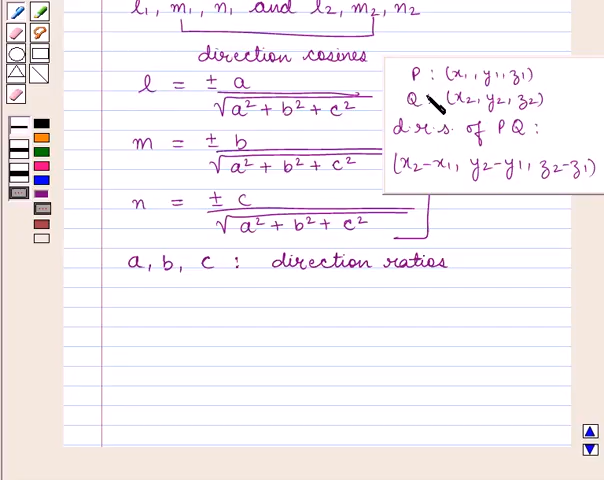 l₁, m₁, n₁ and l₂, m₂, n₂
direction cosines
l = ± a / √(a² + b² + c²)
m = ± b / √(a² + b² + c²)
n = ± c / √(a² + b² + c²)
a, b, c : direction ratios
P : (x₁, y₁, z₁)
Q : (x₂, y₂, z₂)
d.r.s. of PQ :
(x₂-x₁, y₂-y₁, z₂-z₁)